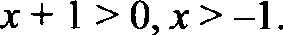 x + 1 > 0, x > –1.